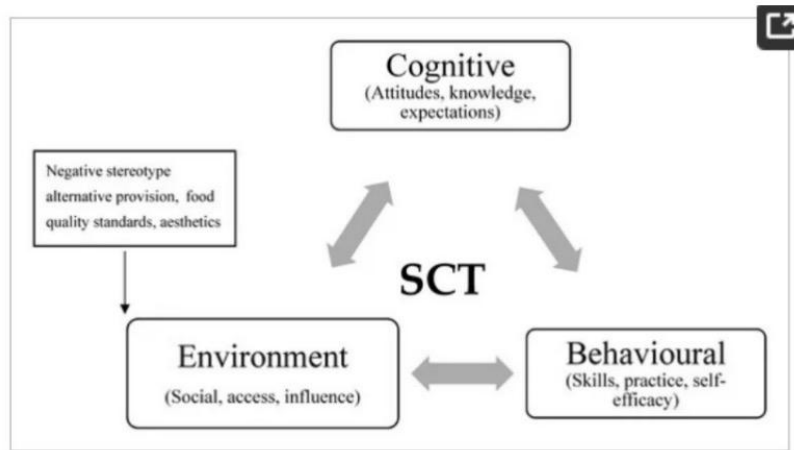 Cognitive
(Attitudes, knowledge,
expectations)
Negative stereotype
alternative provision, food
quality standards, aesthetics
SCT
Environment
(Social, access, influence)
Behavioural
(Skills, practice, self-
efficacy)